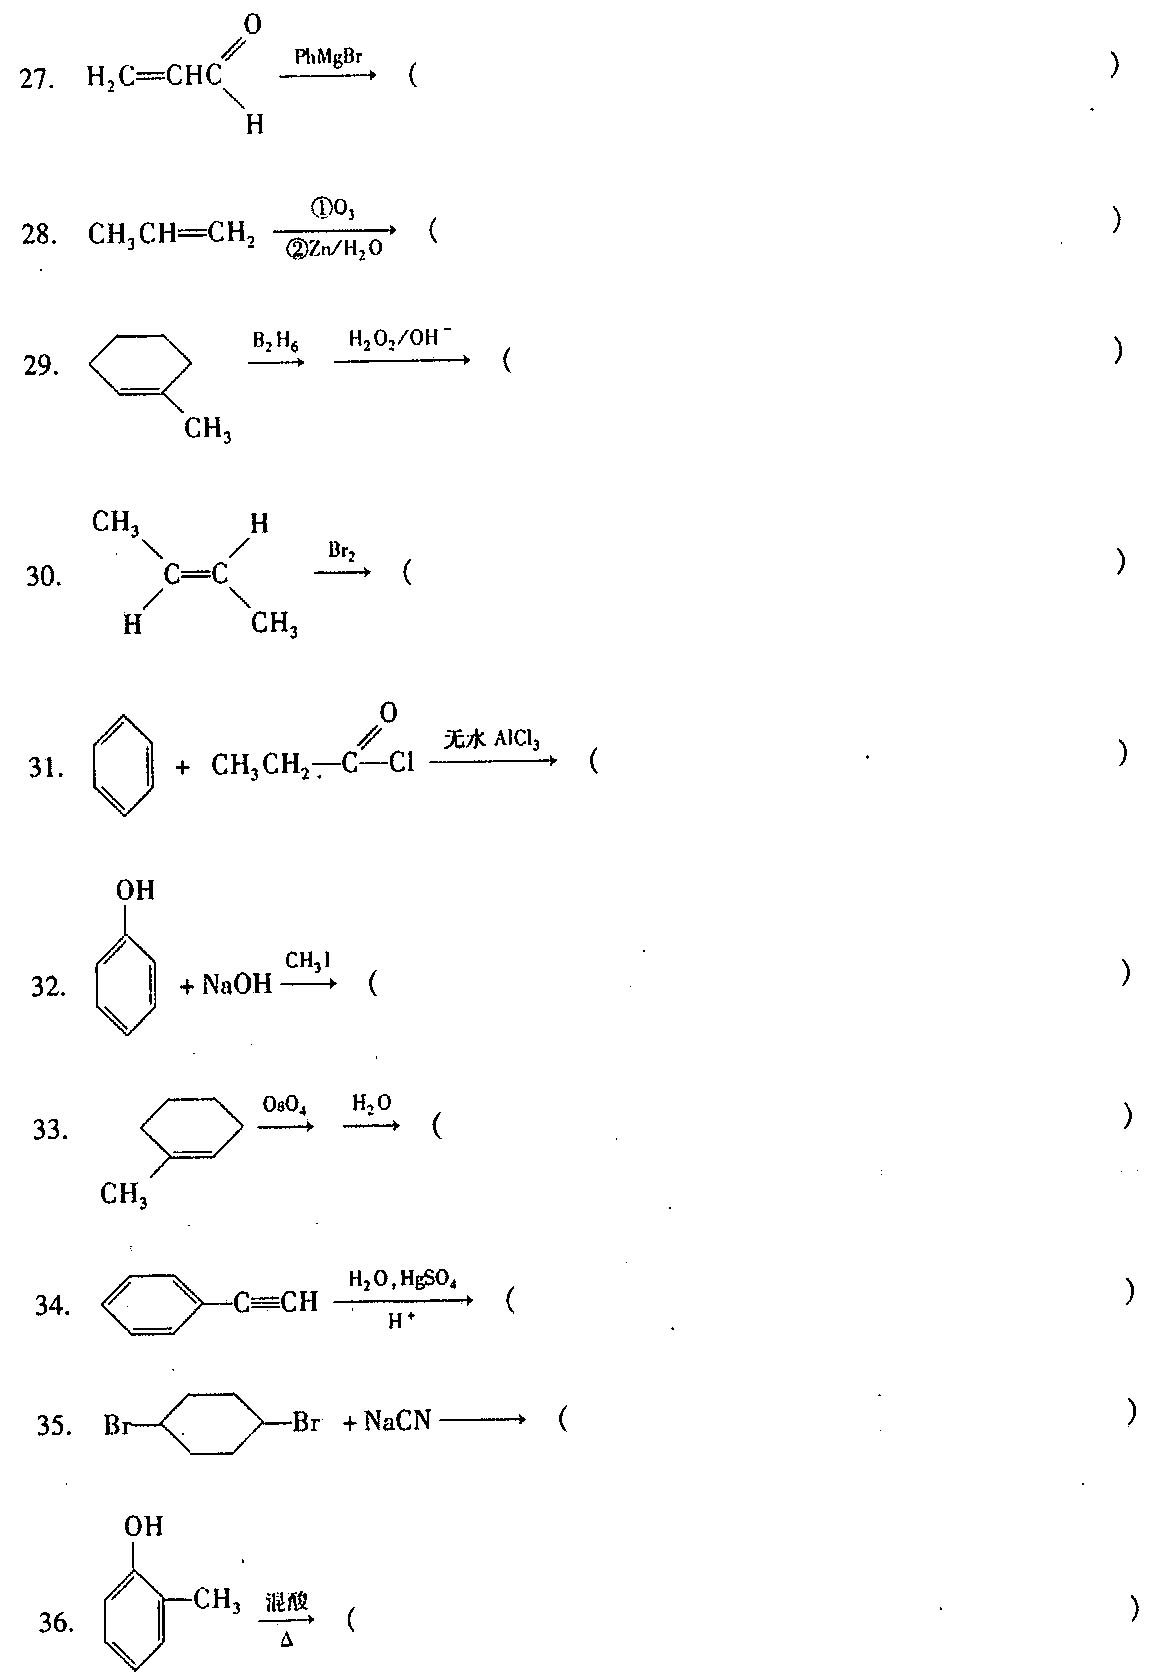 27. H₂C=CHC(=O)H PhMgBr → ( )
28. CH₃CH=CH₂ ①O₃ ②Zn/H₂O → ( )
29. CH₃ B₂H₆ → H₂O₂/OH⁻ → ( )
30. CH₃ H C=C H CH₃ Br₂ → ( )
31. + CH₃CH₂—C(=O)—Cl 无水 AlCl₃ → ( )
32. OH + NaOH CH₃I → ( )
33. CH₃ OsO₄ → H₂O → ( )
34. —C≡CH H₂O,HgSO₄ H⁺ → ( )
35. Br— —Br + NaCN → ( )
36. OH —CH₃ 混酸 Δ → ( )